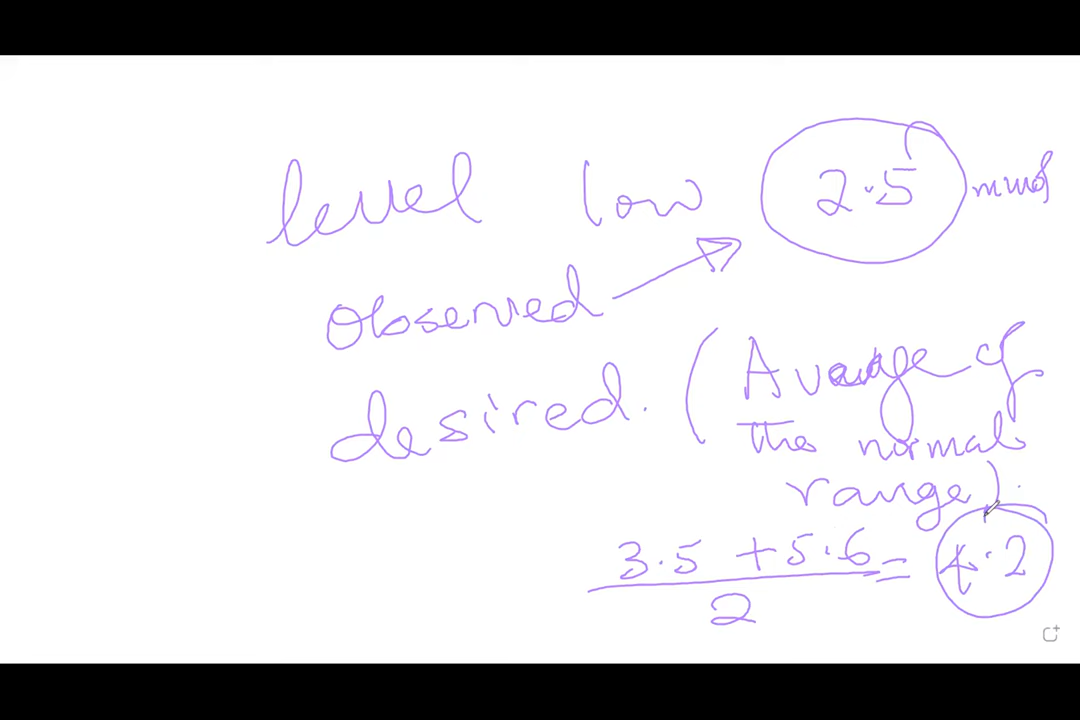 level low 2.5 mmol
observed
desired. (Average of
the normal
range).
3.5 + 5.6 = 4.2
2